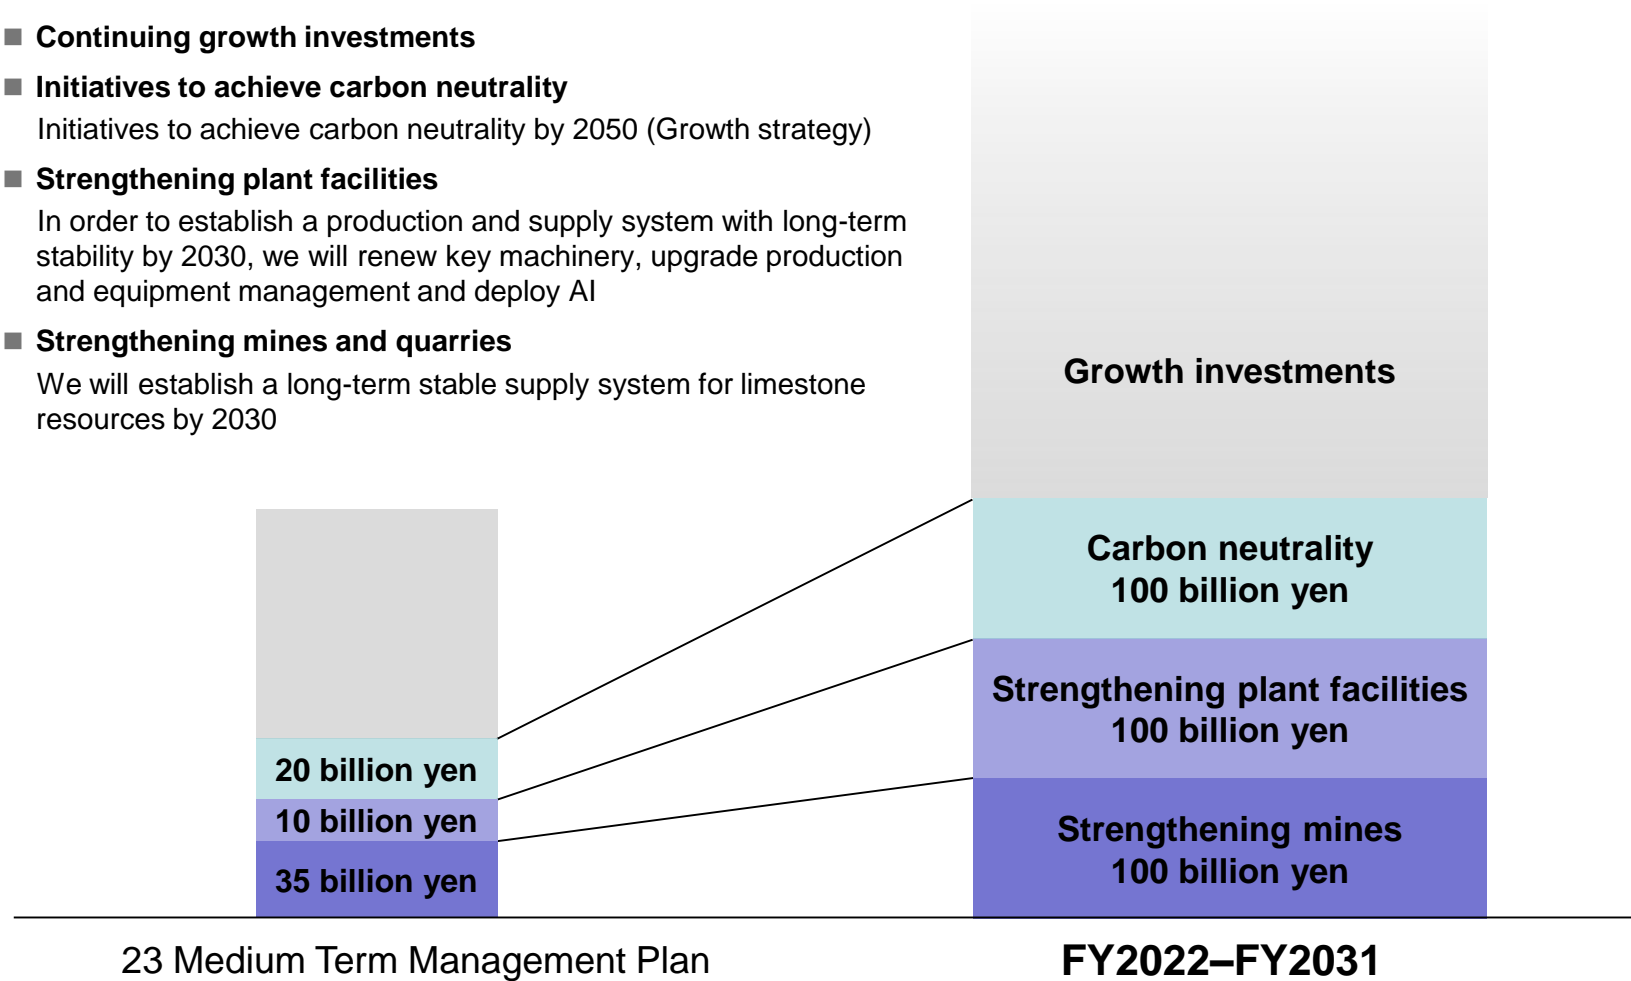 Continuing growth investments
Initiatives to achieve carbon neutrality
Initiatives to achieve carbon neutrality by 2050 (Growth strategy)
Strengthening plant facilities
In order to establish a production and supply system with long-term
stability by 2030, we will renew key machinery, upgrade production
and equipment management and deploy AI
Strengthening mines and quarries
We will establish a long-term stable supply system for limestone
resources by 2030
20 billion yen
10 billion yen
35 billion yen
23 Medium Term Management Plan
Growth investments
Carbon neutrality
100 billion yen
Strengthening plant facilities
100 billion yen
Strengthening mines
100 billion yen
FY2022–FY2031